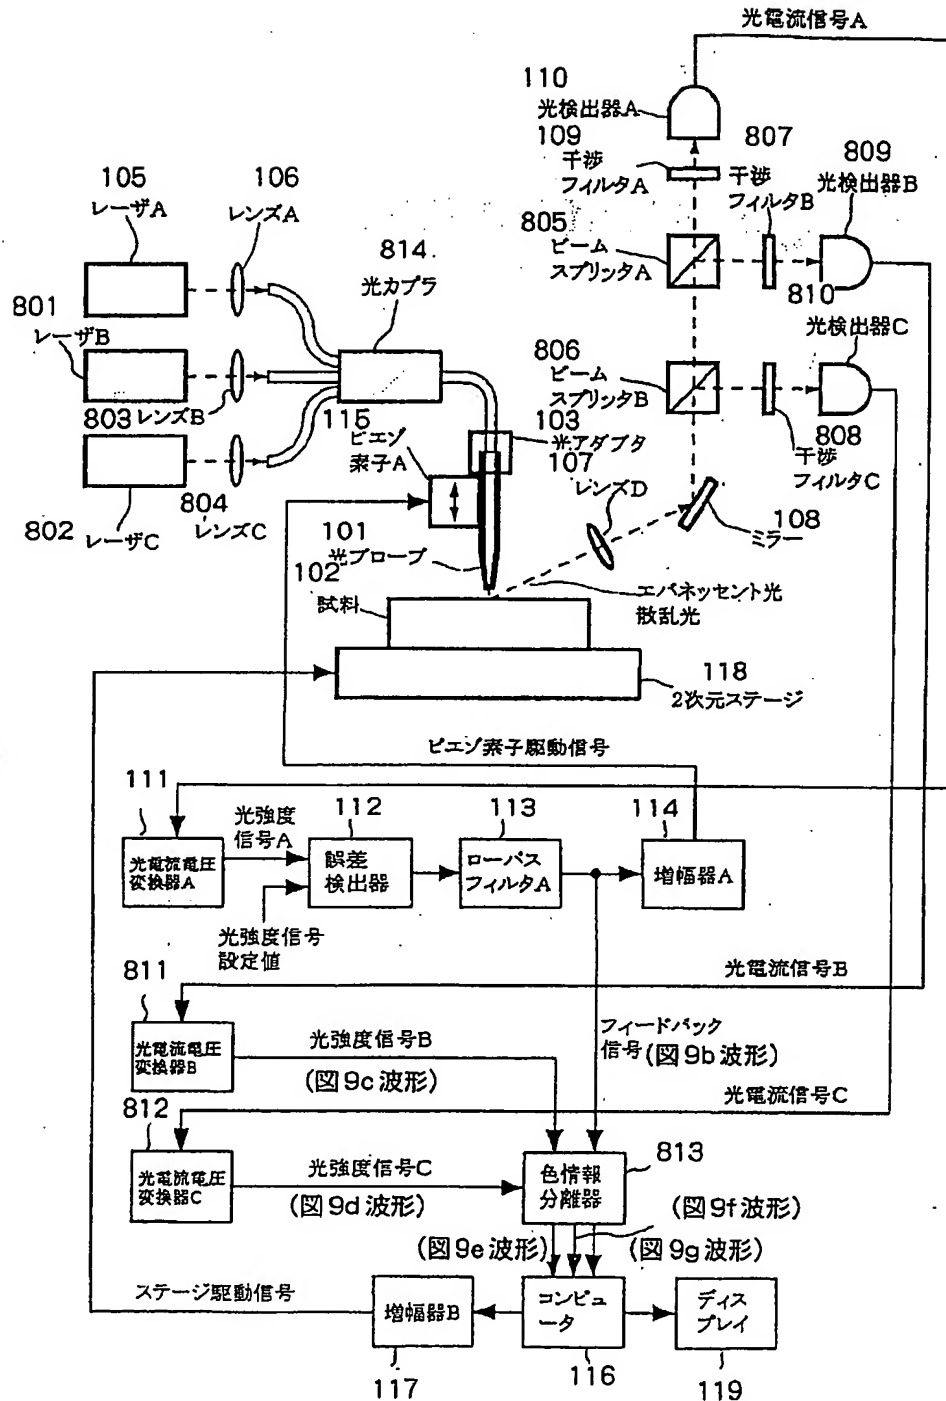 光電流信号A
110
光検出器A
109
干渉
フィルタA
807
干渉
フィルタB
809
光検出器B
105
レーザA
106
レンズA
814
光カプラ
805
ビーム
スプリッタA
810
光検出器C
801
レーザB
803 レンズB
806
ビーム
スプリッタB
115
ピエゾ
素子A
103
光アダプタ
107
レンズD
808
干渉
フィルタC
802
レーザC
804
レンズC
101
光プローブ
102
試料
108
ミラー
エバネッセント光
散乱光
118
2次元ステージ
ピエゾ素子駆動信号
111
光電流電圧
変換器A
光強度
信号A
112
誤差
検出器
113
ローパス
フィルタA
114
増幅器A
光強度信号
設定値
光電流信号B
811
光電流電圧
変換器B
光強度信号B
(図9c波形)
フィードバック
信号(図9b波形)
光電流信号C
812
光電流電圧
変換器C
光強度信号C
(図9d波形)
813
色情報
分離器
(図9f波形)
(図9e波形)
(図9g波形)
ステージ駆動信号
増幅器B
117
コンピュ
ータ
116
ディス
プレイ
119